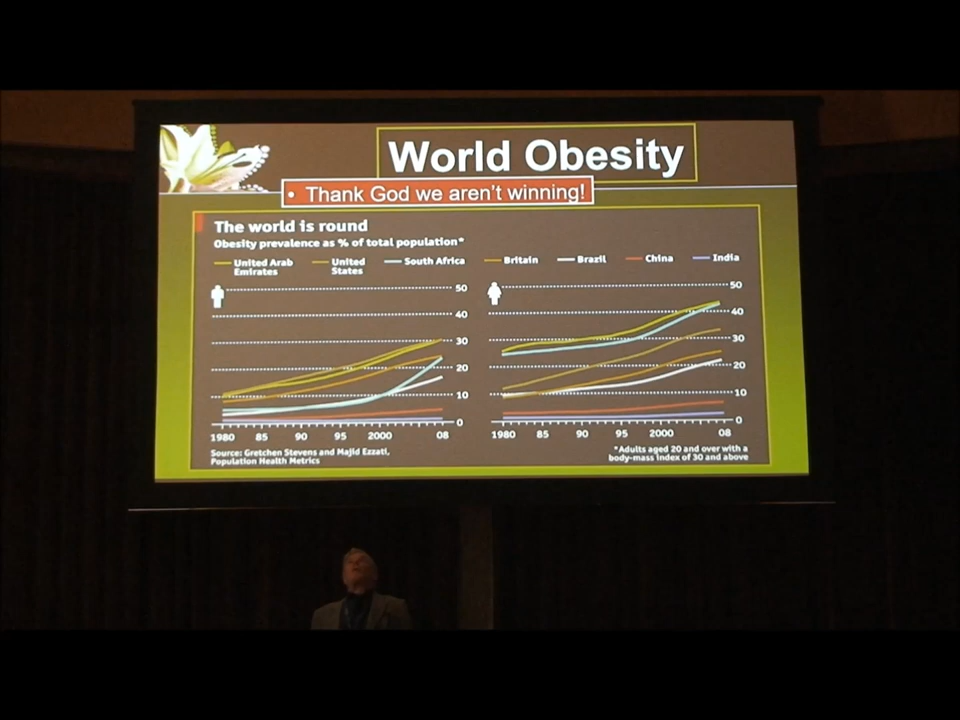 World Obesity
• Thank God we aren't winning!
The world is round
Obesity prevalence as % of total population*
United Arab Emirates
United States
South Africa
Britain
Brazil
China
India
50
40
30
20
10
0
1980 85 90 95 2000 08
50
40
30
20
10
0
1980 85 90 95 2000 08
Source: Gretchen Stevens and Majid Ezzati,
Population Health Metrics
*Adults aged 20 and over with a
body-mass index of 30 and above